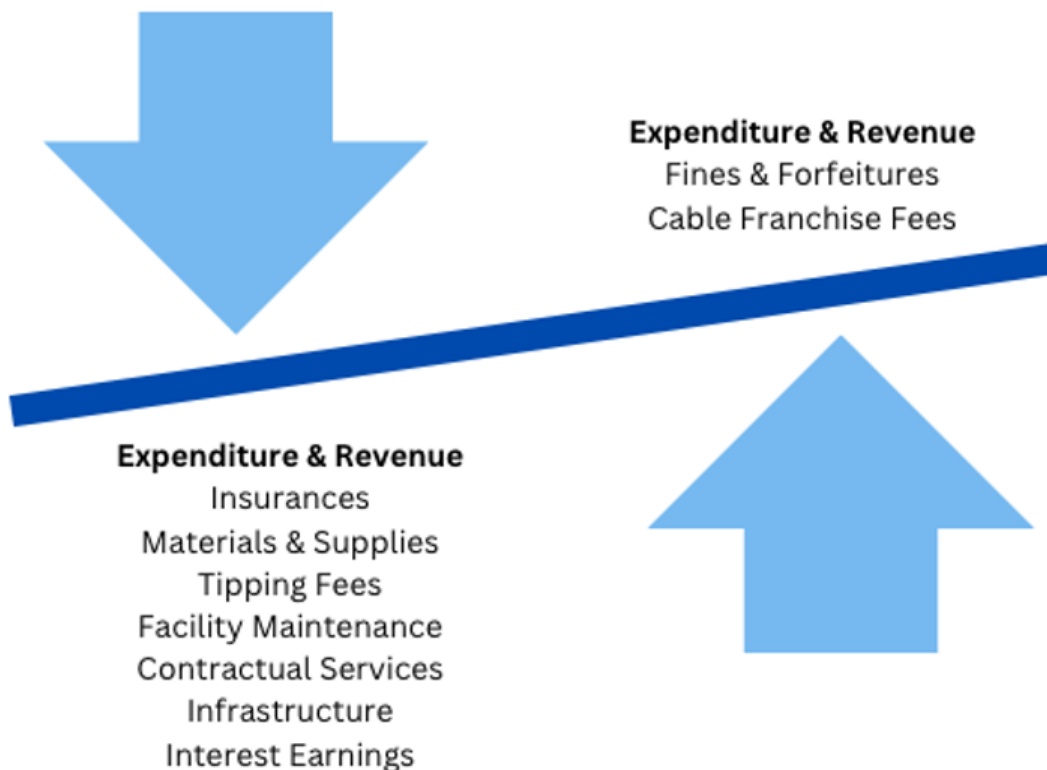 Expenditure & Revenue
Fines & Forfeitures
Cable Franchise Fees
Expenditure & Revenue
Insurances
Materials & Supplies
Tipping Fees
Facility Maintenance
Contractual Services
Infrastructure
Interest Earnings